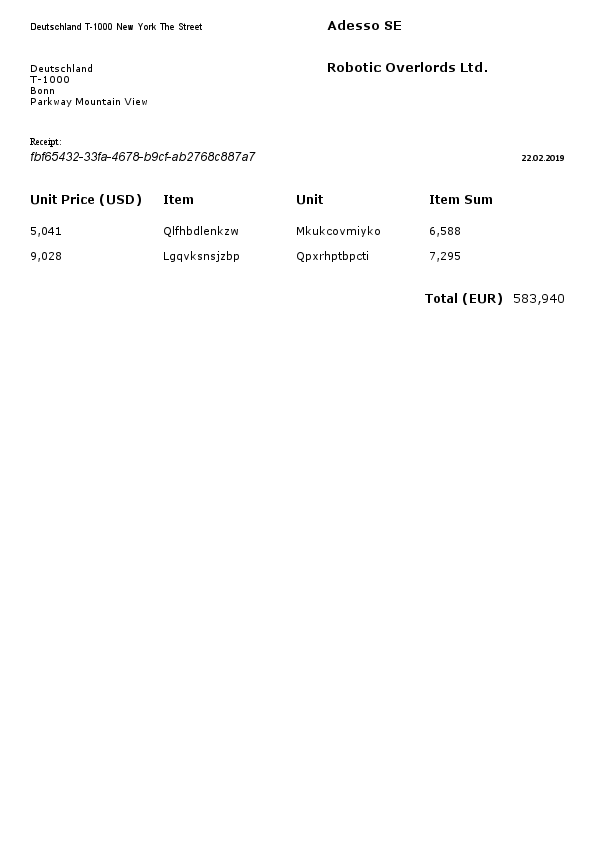 Deutschland T-1000 New York The Street
Adesso SE
Robotic Overlords Ltd.
Deutschland
T-1000
Bonn
Parkway Mountain View
Receipt:
fbf65432-33fa-4678-b9cf-ab2768c887a7
22.02.2019
Unit Price (USD) Item Unit Item Sum
5,041 Qlfhbdlenkzw Mkukcovmiyko 6,588
9,028 Lgqvksnsjzbp Qpxrhptbpcti 7,295
Total (EUR) 583,940